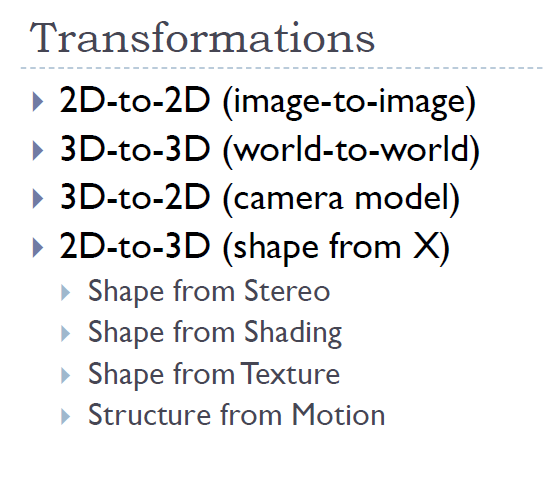 Transformations
2D-to-2D (image-to-image)
3D-to-3D (world-to-world)
3D-to-2D (camera model)
2D-to-3D (shape from X)
Shape from Stereo
Shape from Shading
Shape from Texture
Structure from Motion